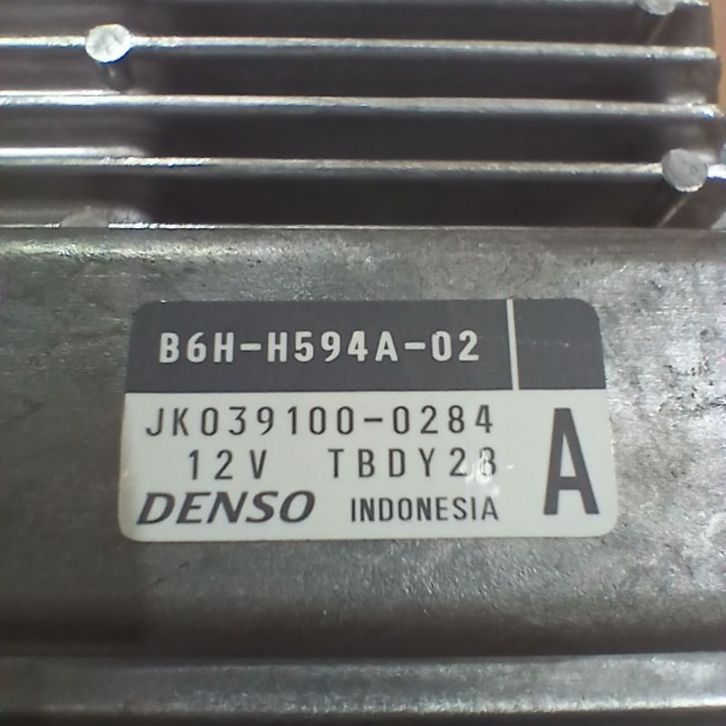 B6H-H594A-02
JK039100-0284
12V TBDY28
DENSO INDONESIA
A